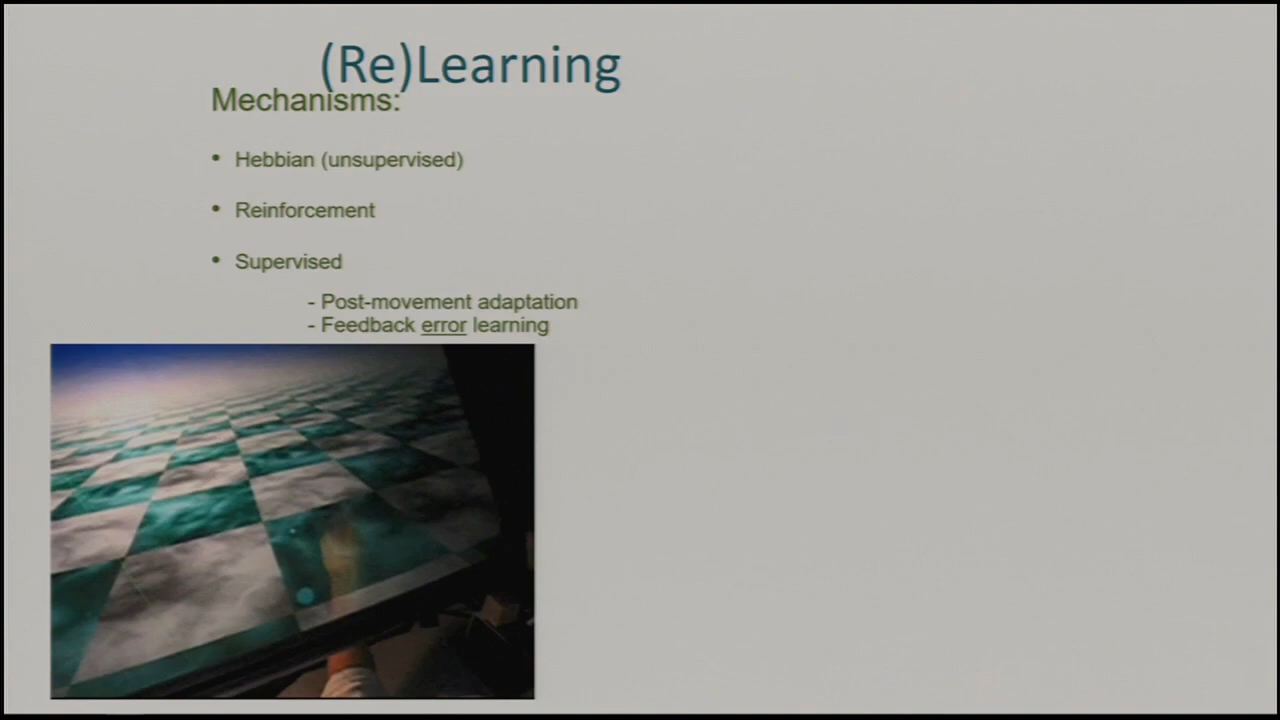 (Re)Learning
Mechanisms:
• Hebbian (unsupervised)
• Reinforcement
• Supervised
- Post-movement adaptation
- Feedback error learning